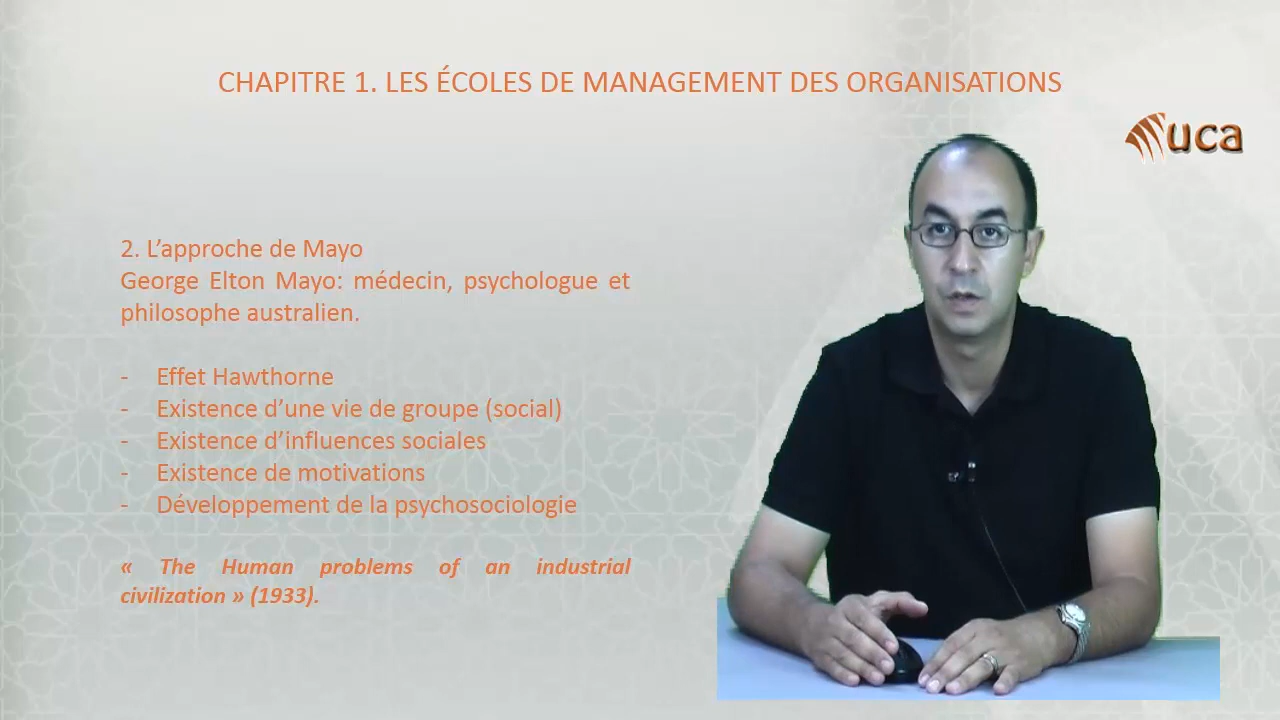 CHAPITRE 1. LES ÉCOLES DE MANAGEMENT DES ORGANISATIONS
uca
2. L’approche de Mayo
George Elton Mayo: médecin, psychologue et
philosophe australien.
- Effet Hawthorne
- Existence d’une vie de groupe (social)
- Existence d’influences sociales
- Existence de motivations
- Développement de la psychosociologie
« The Human problems of an industrial
civilization » (1933).